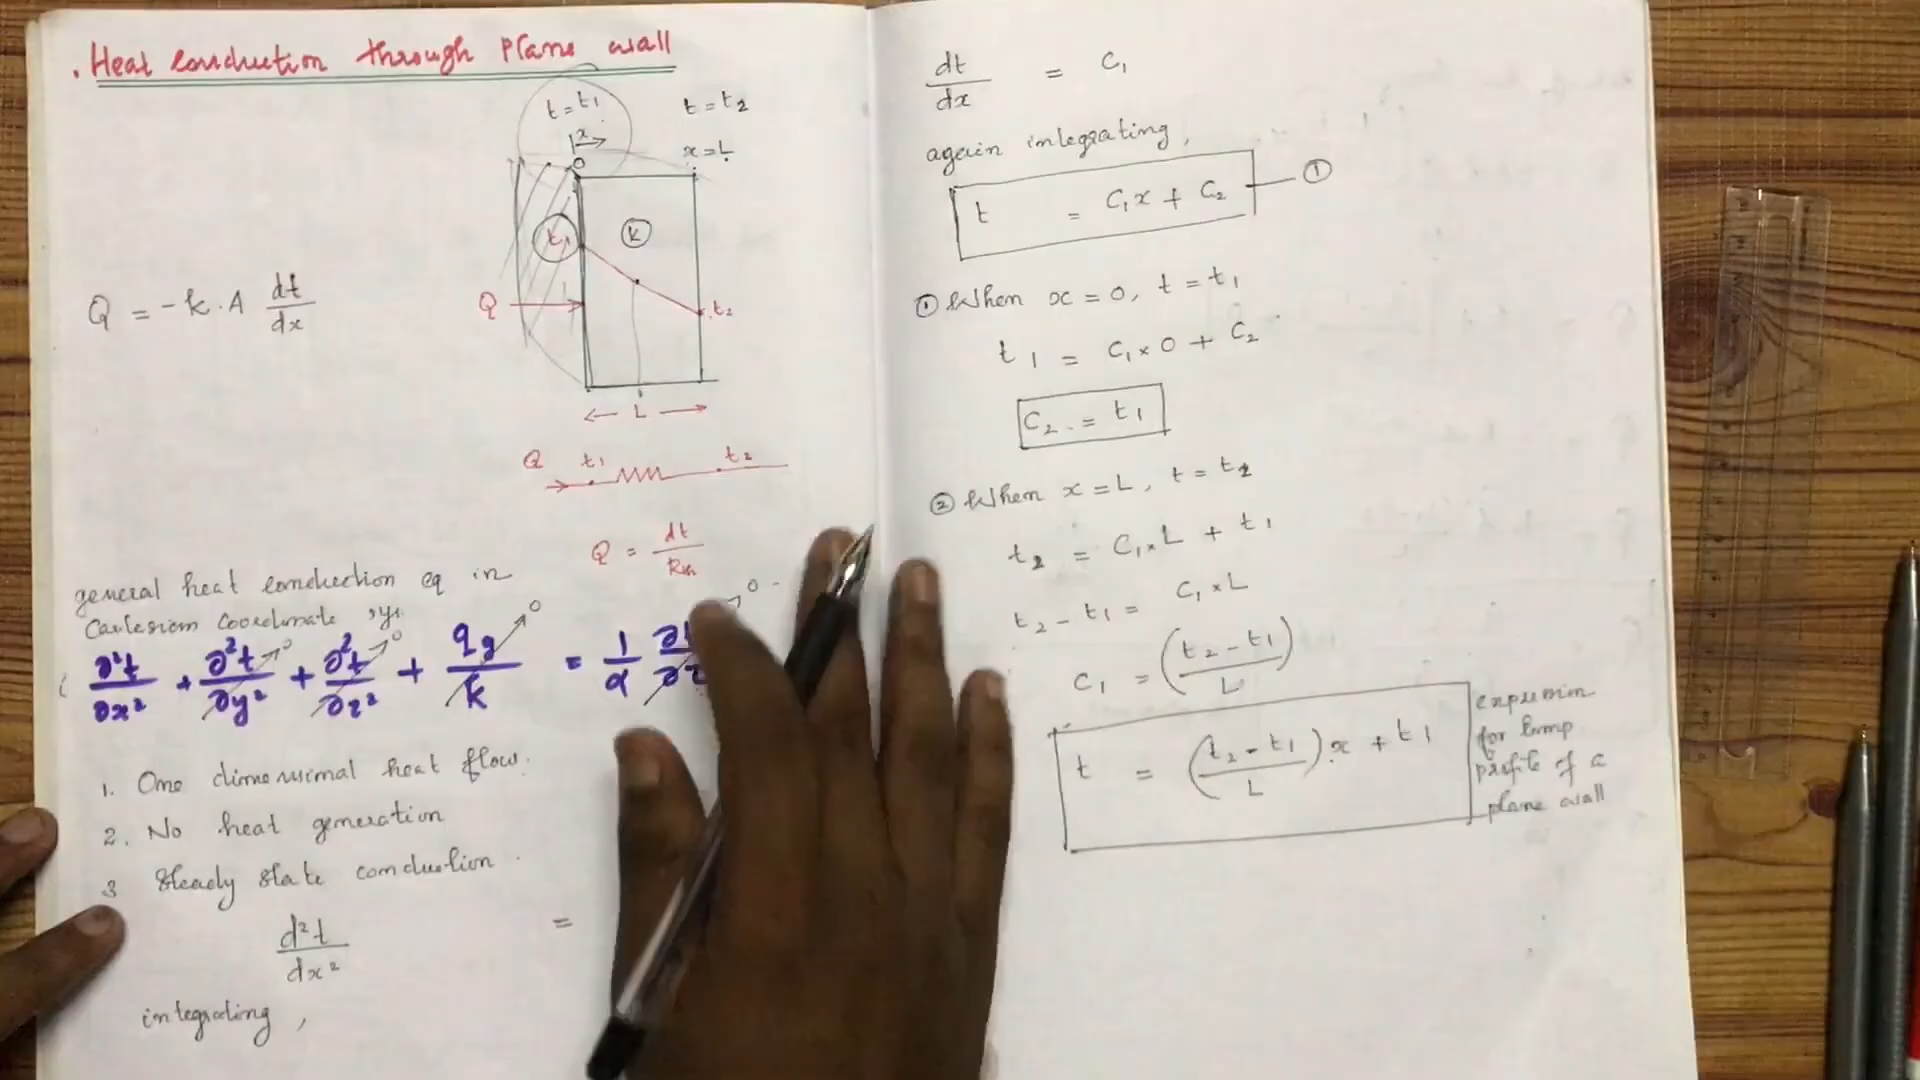 . Heat conduction through Plane wall
t = t1
t = t2
x
x = L
0
t1
K
Q = -k.A dt/dx
Q
t2
L
Q t1 t2
Q = dt/Rth
general heat conduction eq in
Cartesian Coordinate sys
∂²t/∂x² + ∂²t/∂y² →0 + ∂²t/∂z² →0 + qg/k →0 = 1/α →0
1. One dimensional heat flow.
2. No heat generation
3 Steady state conduction.
d²t/dx² =
integrating,
dt/dx = C1
again integrating,
t = C1x + C2 — ①
① When x = 0, t = t1
t1 = C1 × 0 + C2
C2 = t1
② When x = L, t = t2
t2 = C1 × L + t1
t2 - t1 = C1 × L
C1 = (t2 - t1/L)
t = (t2 - t1/L)x + t1
expression
for temp
profile of a
plane wall